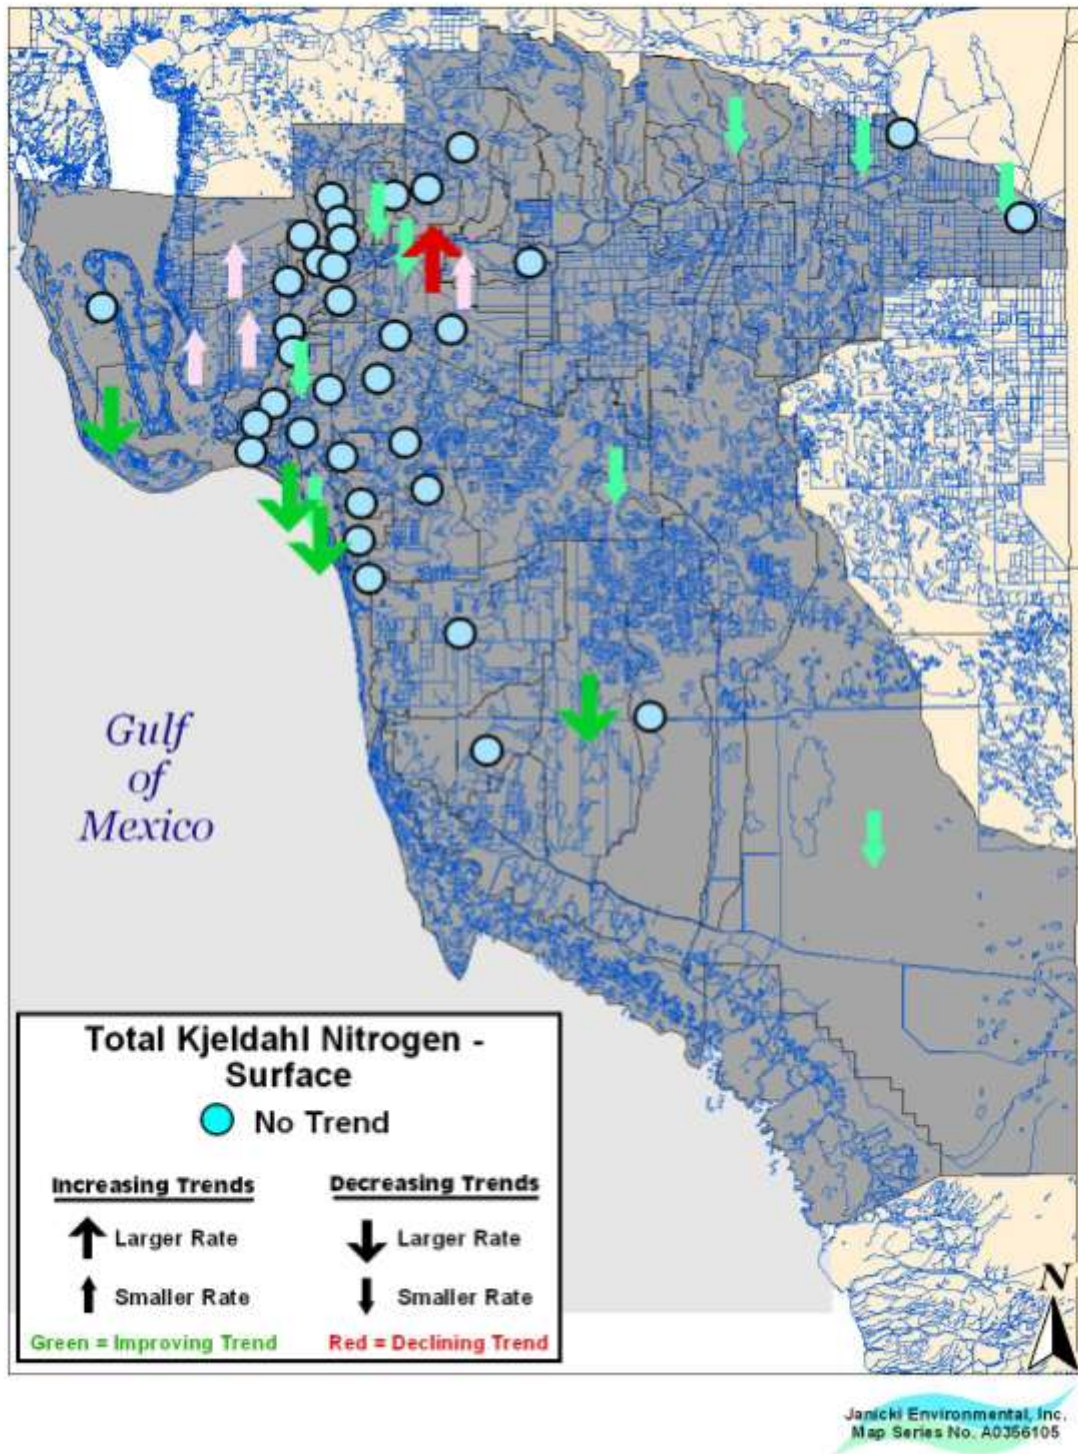 Gulf
of
Mexico
Total Kjeldahl Nitrogen -
Surface
No Trend
Increasing Trends
Decreasing Trends
Larger Rate
Larger Rate
Smaller Rate
Smaller Rate
Green = Improving Trend
Red = Declining Trend
N
Janicki Environmental, Inc.
Map Series No. A0356105